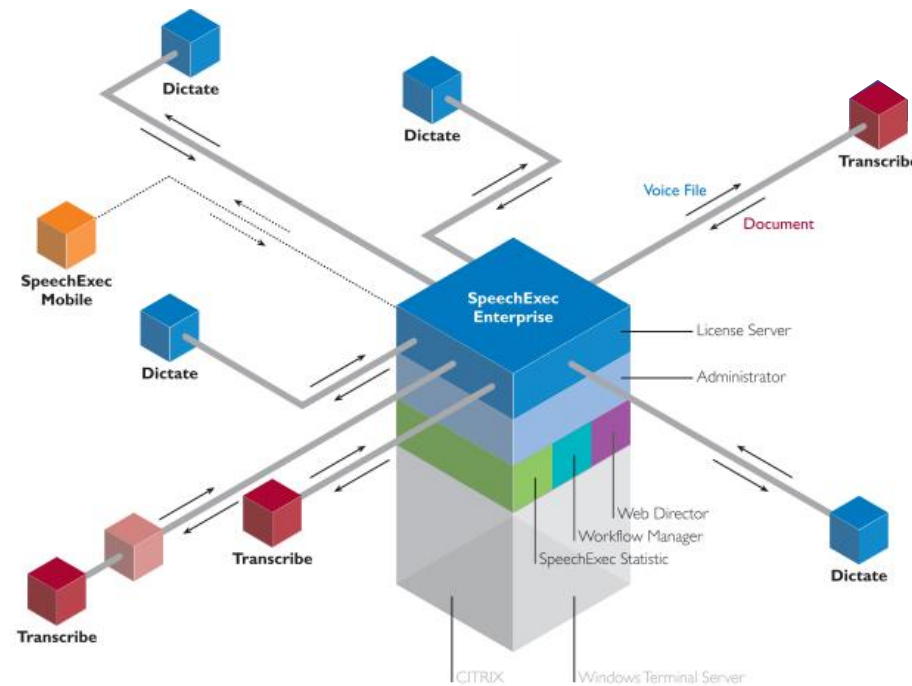 Dictate
Dictate
Transcribe
Voice File
Document
SpeechExec
Mobile
SpeechExec
Enterprise
License Server
Dictate
Administrator
Web Director
Workflow Manager
Transcribe
SpeechExec Statistic
Dictate
Transcribe
CITRIX
Windows Terminal Server